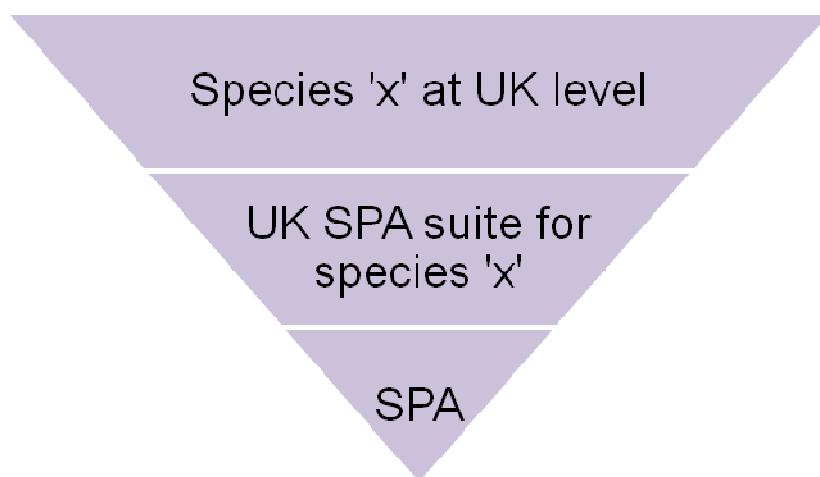 Species 'x' at UK level
UK SPA suite for
species 'x'
SPA